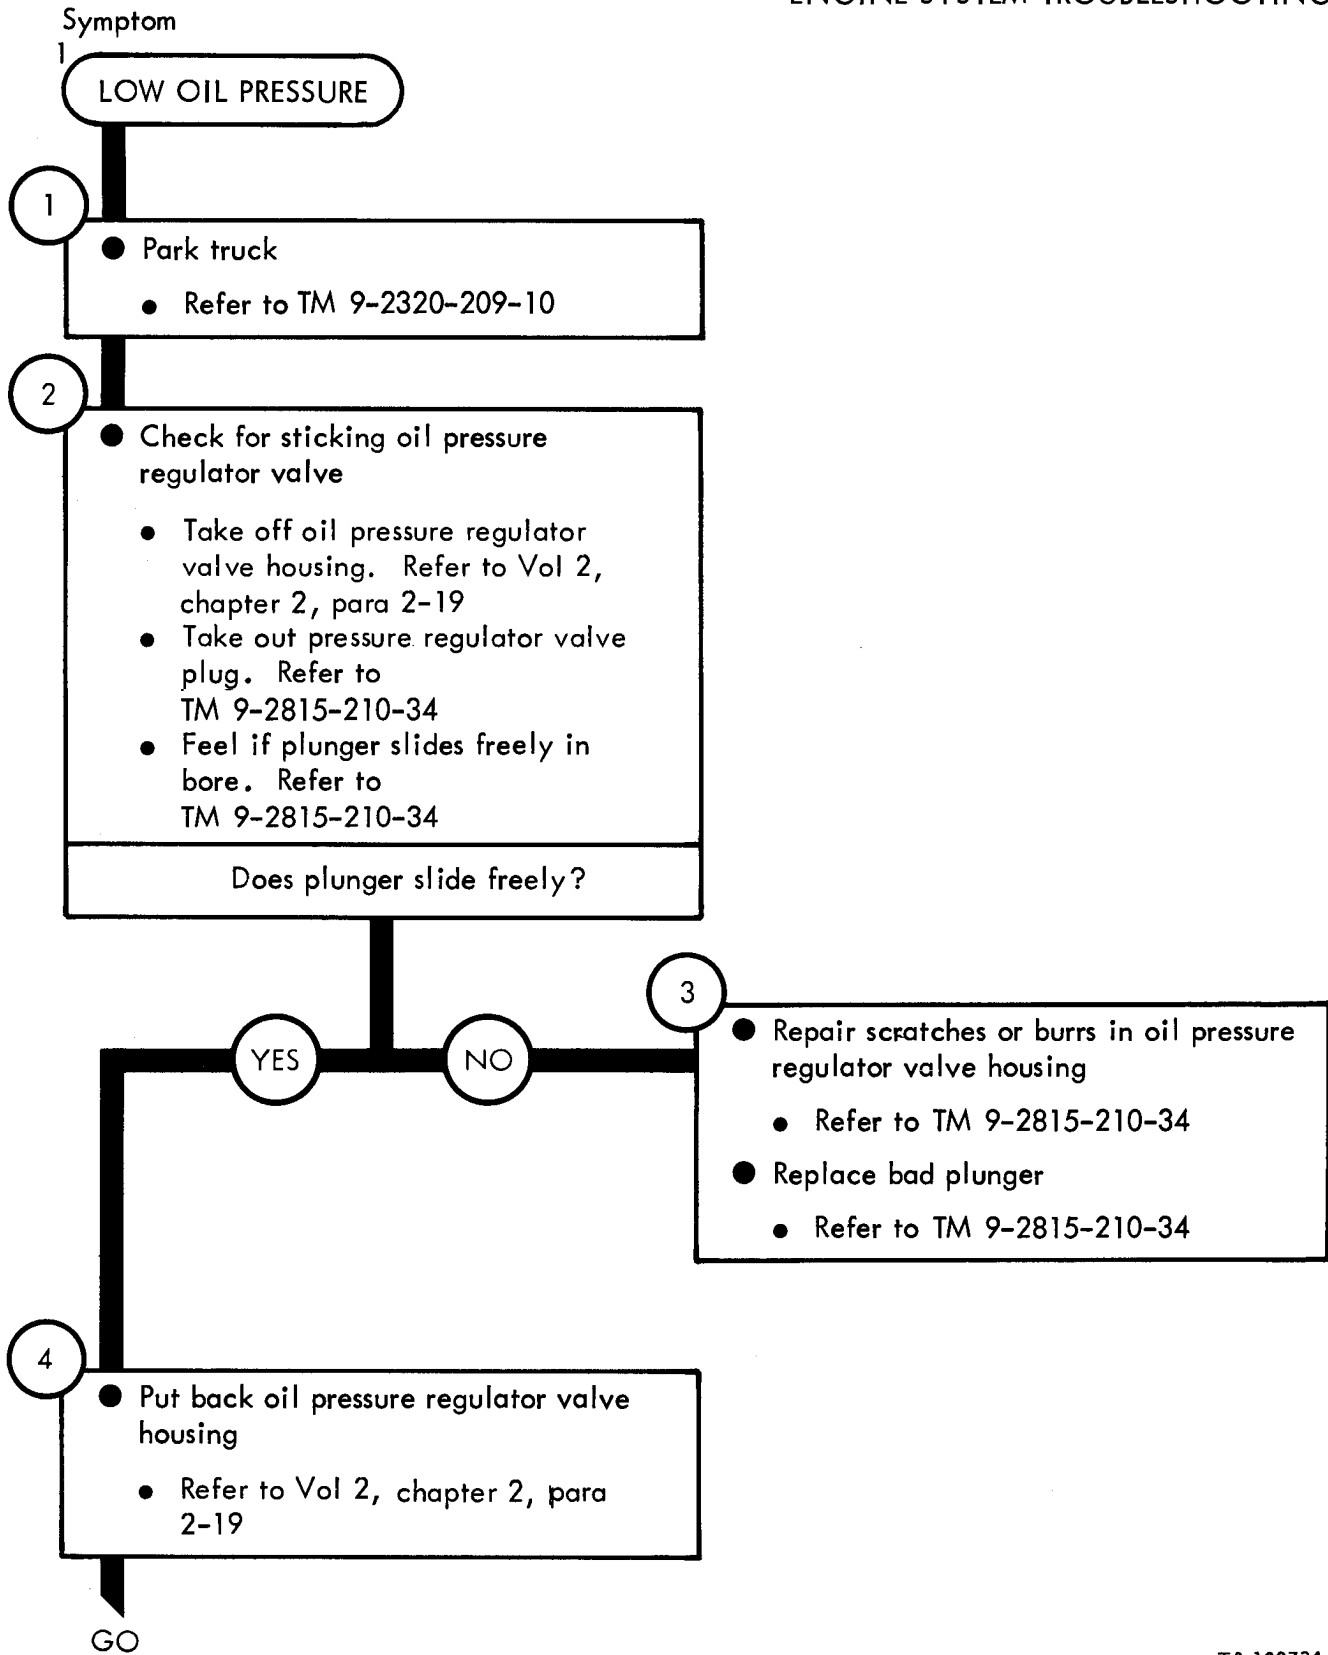 ENGINE SYSTEM TROUBLESHOOTING
Symptom
1
LOW OIL PRESSURE
1
● Park truck
● Refer to TM 9-2320-209-10
2
● Check for sticking oil pressure
regulator valve
● Take off oil pressure regulator
valve housing. Refer to Vol 2,
chapter 2, para 2-19
● Take out pressure regulator valve
plug. Refer to
TM 9-2815-210-34
● Feel if plunger slides freely in
bore. Refer to
TM 9-2815-210-34
Does plunger slide freely?
YES
NO
3
● Repair scratches or burrs in oil pressure
regulator valve housing
● Refer to TM 9-2815-210-34
● Replace bad plunger
● Refer to TM 9-2815-210-34
4
● Put back oil pressure regulator valve
housing
● Refer to Vol 2, chapter 2, para
2-19
GO